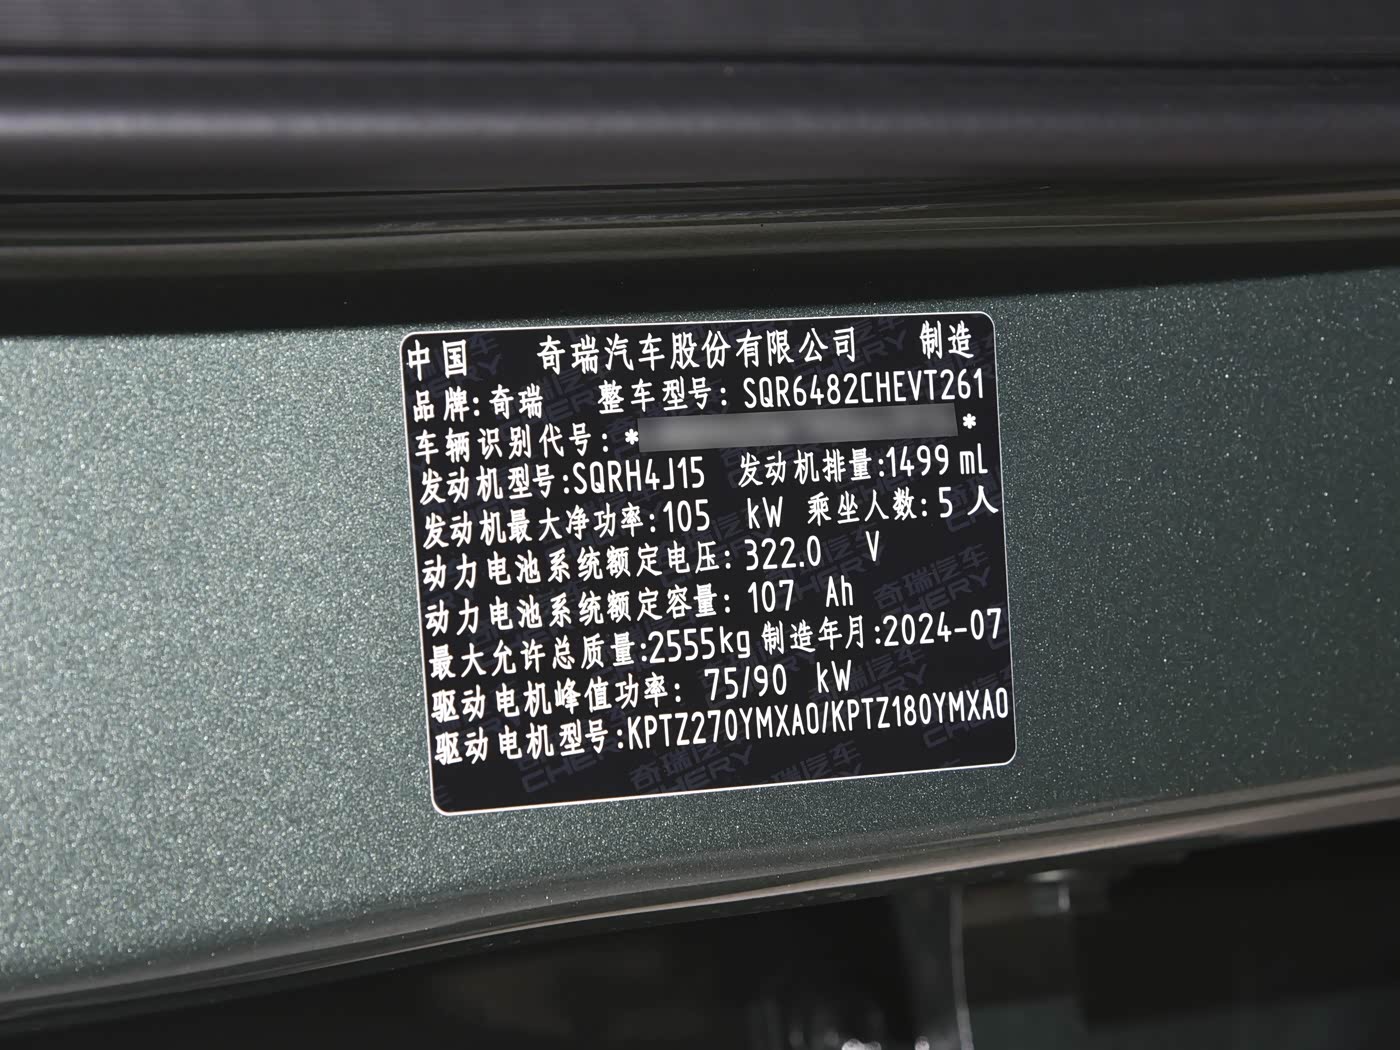 中国 奇瑞汽车股份有限公司 制造
品牌:奇瑞 整车型号: SQR6482CHEVT261
车辆识别代号: * *
发动机型号:SQRH4J15 发动机排量:1499 mL
发动机最大净功率:105 kW 乘坐人数:5 人
动力电池系统额定电压: 322.0 V
动力电池系统额定容量: 107 Ah
最大允许总质量:2555kg 制造年月:2024-07
驱动电机峰值功率: 75/90 kW
驱动电机型号:KPTZ270YMXA0/KPTZ180YMXA0